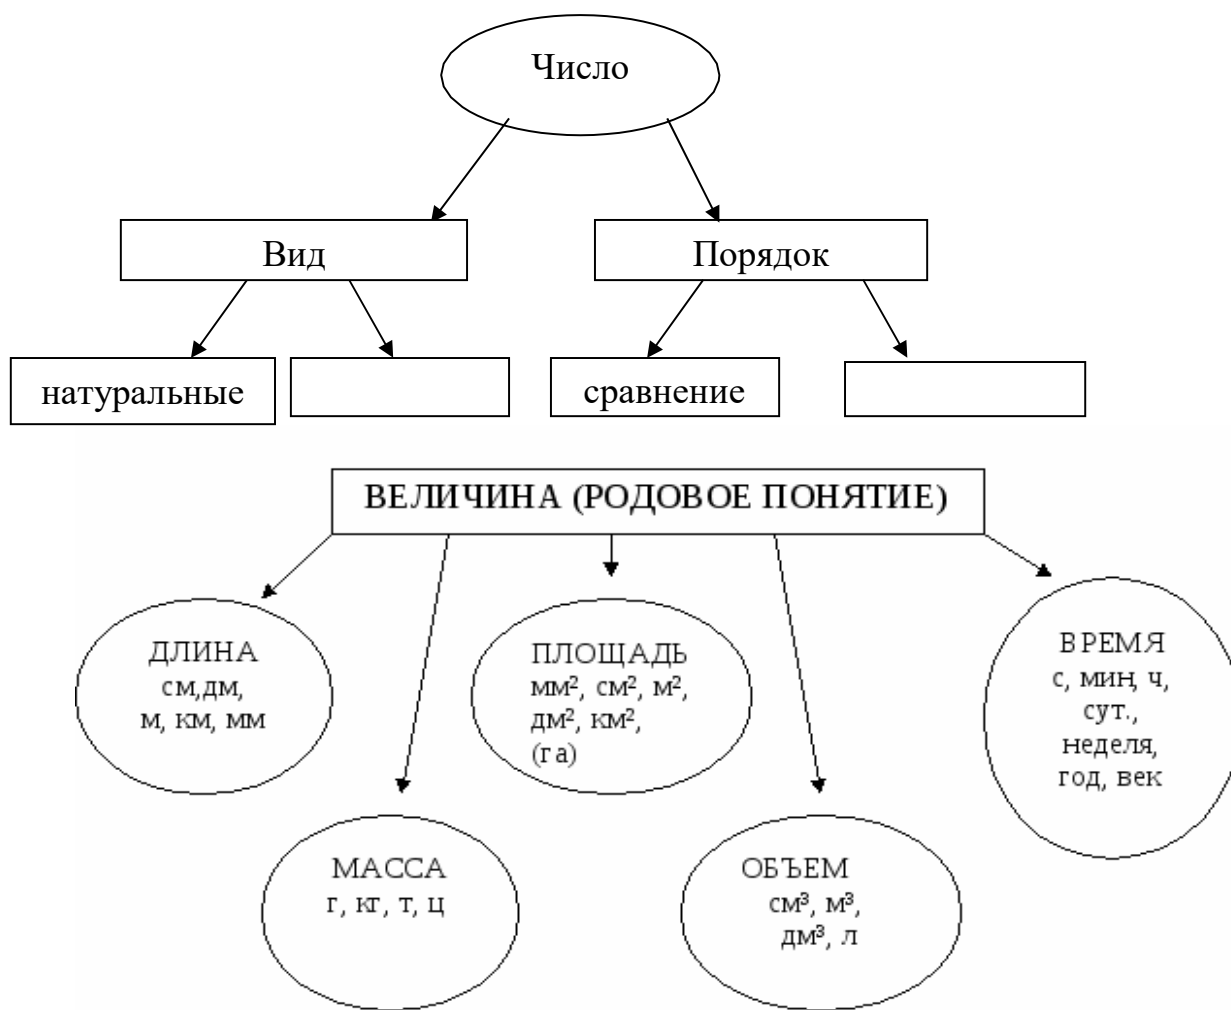 Число
Вид
Порядок
натуральные
сравнение
ВЕЛИЧИНА (РОДОВОЕ ПОНЯТИЕ)
ДЛИНА
см,дм,
м, км, мм
ПЛОЩАДЬ
мм², см², м²,
дм², км²,
(га)
ВРЕМЯ
с, мин, ч,
сут.,
неделя,
год, век
МАССА
г, кг, т, ц
ОБЪЕМ
см³, м³,
дм³, л